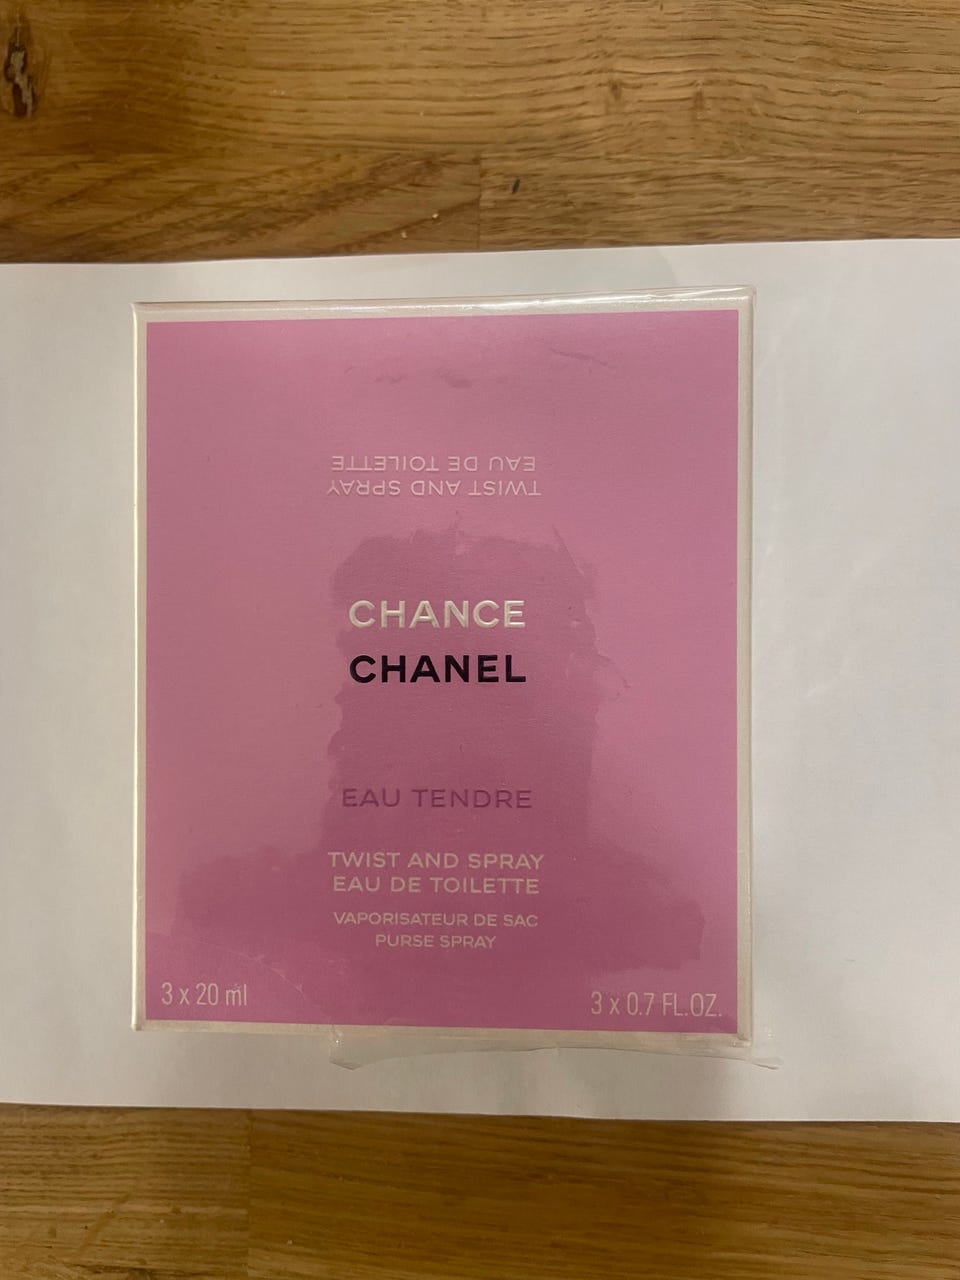 TWIST AND SPRAY
EAU DE TOILETTE
CHANCE
CHANEL
EAU TENDRE
TWIST AND SPRAY
EAU DE TOILETTE
VAPORISATEUR DE SAC
PURSE SPRAY
3 x 20 ml
3 x 0.7 FL.OZ.